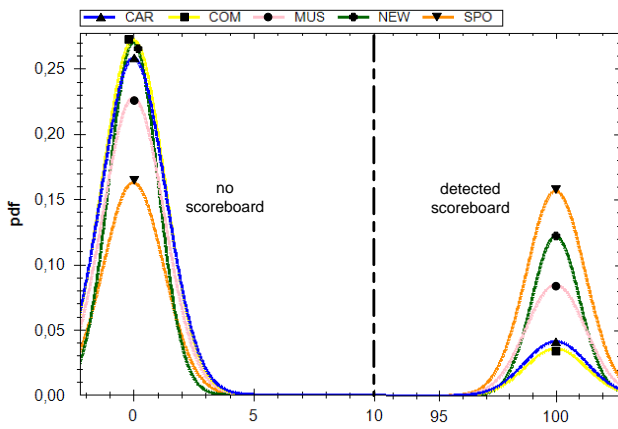 CAR COM MUS NEW SPO
0,25
0,20
0,15
0,10
0,05
0,00
pdf
no
scoreboard
detected
scoreboard
0 5 10 95 100